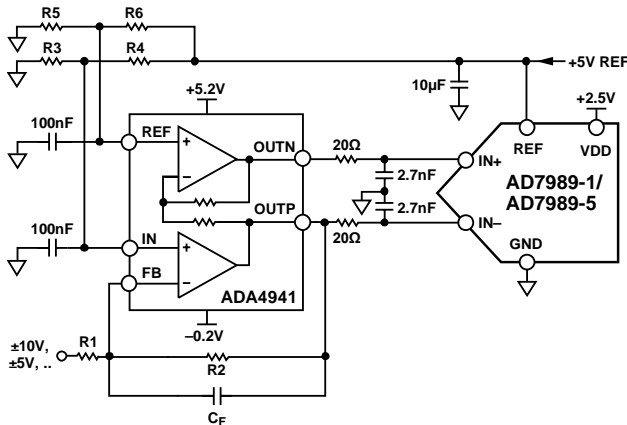 R5
R6
R3
R4
+5V REF
10µF
+5.2V
+2.5V
100nF
REF
OUTN
20Ω
IN+
REF
VDD
2.7nF
AD7989-1/
AD7989-5
2.7nF
OUTP
100nF
IN
20Ω
IN–
FB
GND
ADA4941
–0.2V
±10V,
±5V, ..
R1
R2
CF